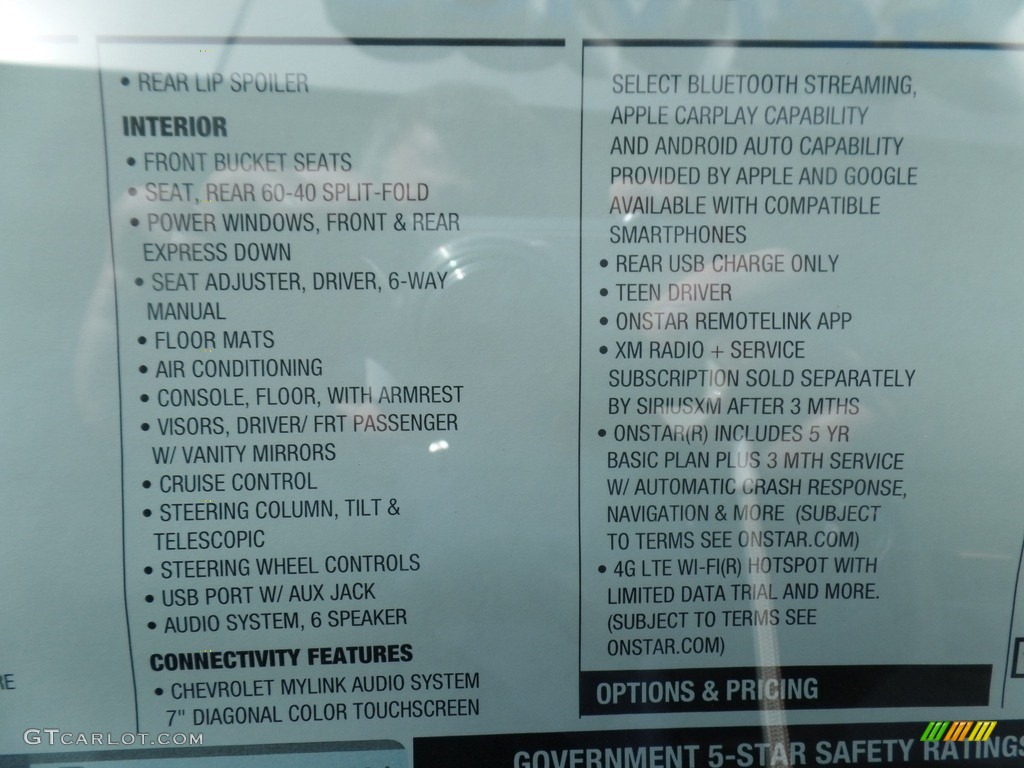 • REAR LIP SPOILER
INTERIOR
• FRONT BUCKET SEATS
• SEAT, REAR 60-40 SPLIT-FOLD
• POWER WINDOWS, FRONT & REAR
EXPRESS DOWN
• SEAT ADJUSTER, DRIVER, 6-WAY
MANUAL
• FLOOR MATS
• AIR CONDITIONING
• CONSOLE, FLOOR, WITH ARMREST
• VISORS, DRIVER/ FRT PASSENGER
W/ VANITY MIRRORS
• CRUISE CONTROL
• STEERING COLUMN, TILT &
TELESCOPIC
• STEERING WHEEL CONTROLS
• USB PORT W/ AUX JACK
• AUDIO SYSTEM, 6 SPEAKER
CONNECTIVITY FEATURES
• CHEVROLET MYLINK AUDIO SYSTEM
7" DIAGONAL COLOR TOUCHSCREEN
SELECT BLUETOOTH STREAMING,
APPLE CARPLAY CAPABILITY
AND ANDROID AUTO CAPABILITY
PROVIDED BY APPLE AND GOOGLE
AVAILABLE WITH COMPATIBLE
SMARTPHONES
• REAR USB CHARGE ONLY
• TEEN DRIVER
• ONSTAR REMOTELINK APP
• XM RADIO + SERVICE
SUBSCRIPTION SOLD SEPARATELY
BY SIRIUSXM AFTER 3 MTHS
• ONSTAR(R) INCLUDES 5 YR
BASIC PLAN PLUS 3 MTH SERVICE
W/ AUTOMATIC CRASH RESPONSE,
NAVIGATION & MORE (SUBJECT
TO TERMS SEE ONSTAR.COM)
• 4G LTE WI-FI(R) HOTSPOT WITH
LIMITED DATA TRIAL AND MORE.
(SUBJECT TO TERMS SEE
ONSTAR.COM)
OPTIONS & PRICING
GOVERNMENT 5-STAR SAFETY RATINGS
GTCARLOT.COM